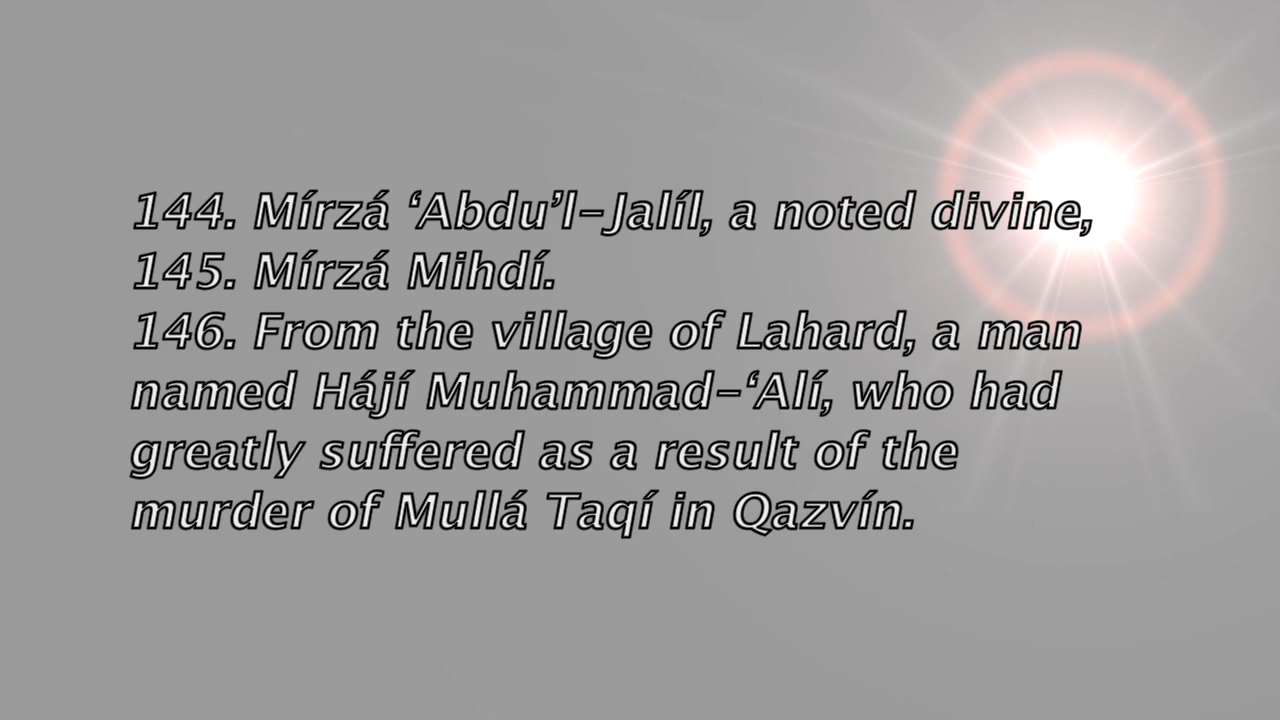 144. Mírzá ‘Abdu’l-Jalíl, a noted divine,
145. Mírzá Mihdí.
146. From the village of Lahard, a man
named Hájí Muhammad-‘Alí, who had
greatly suffered as a result of the
murder of Mullá Taqí in Qazvín.